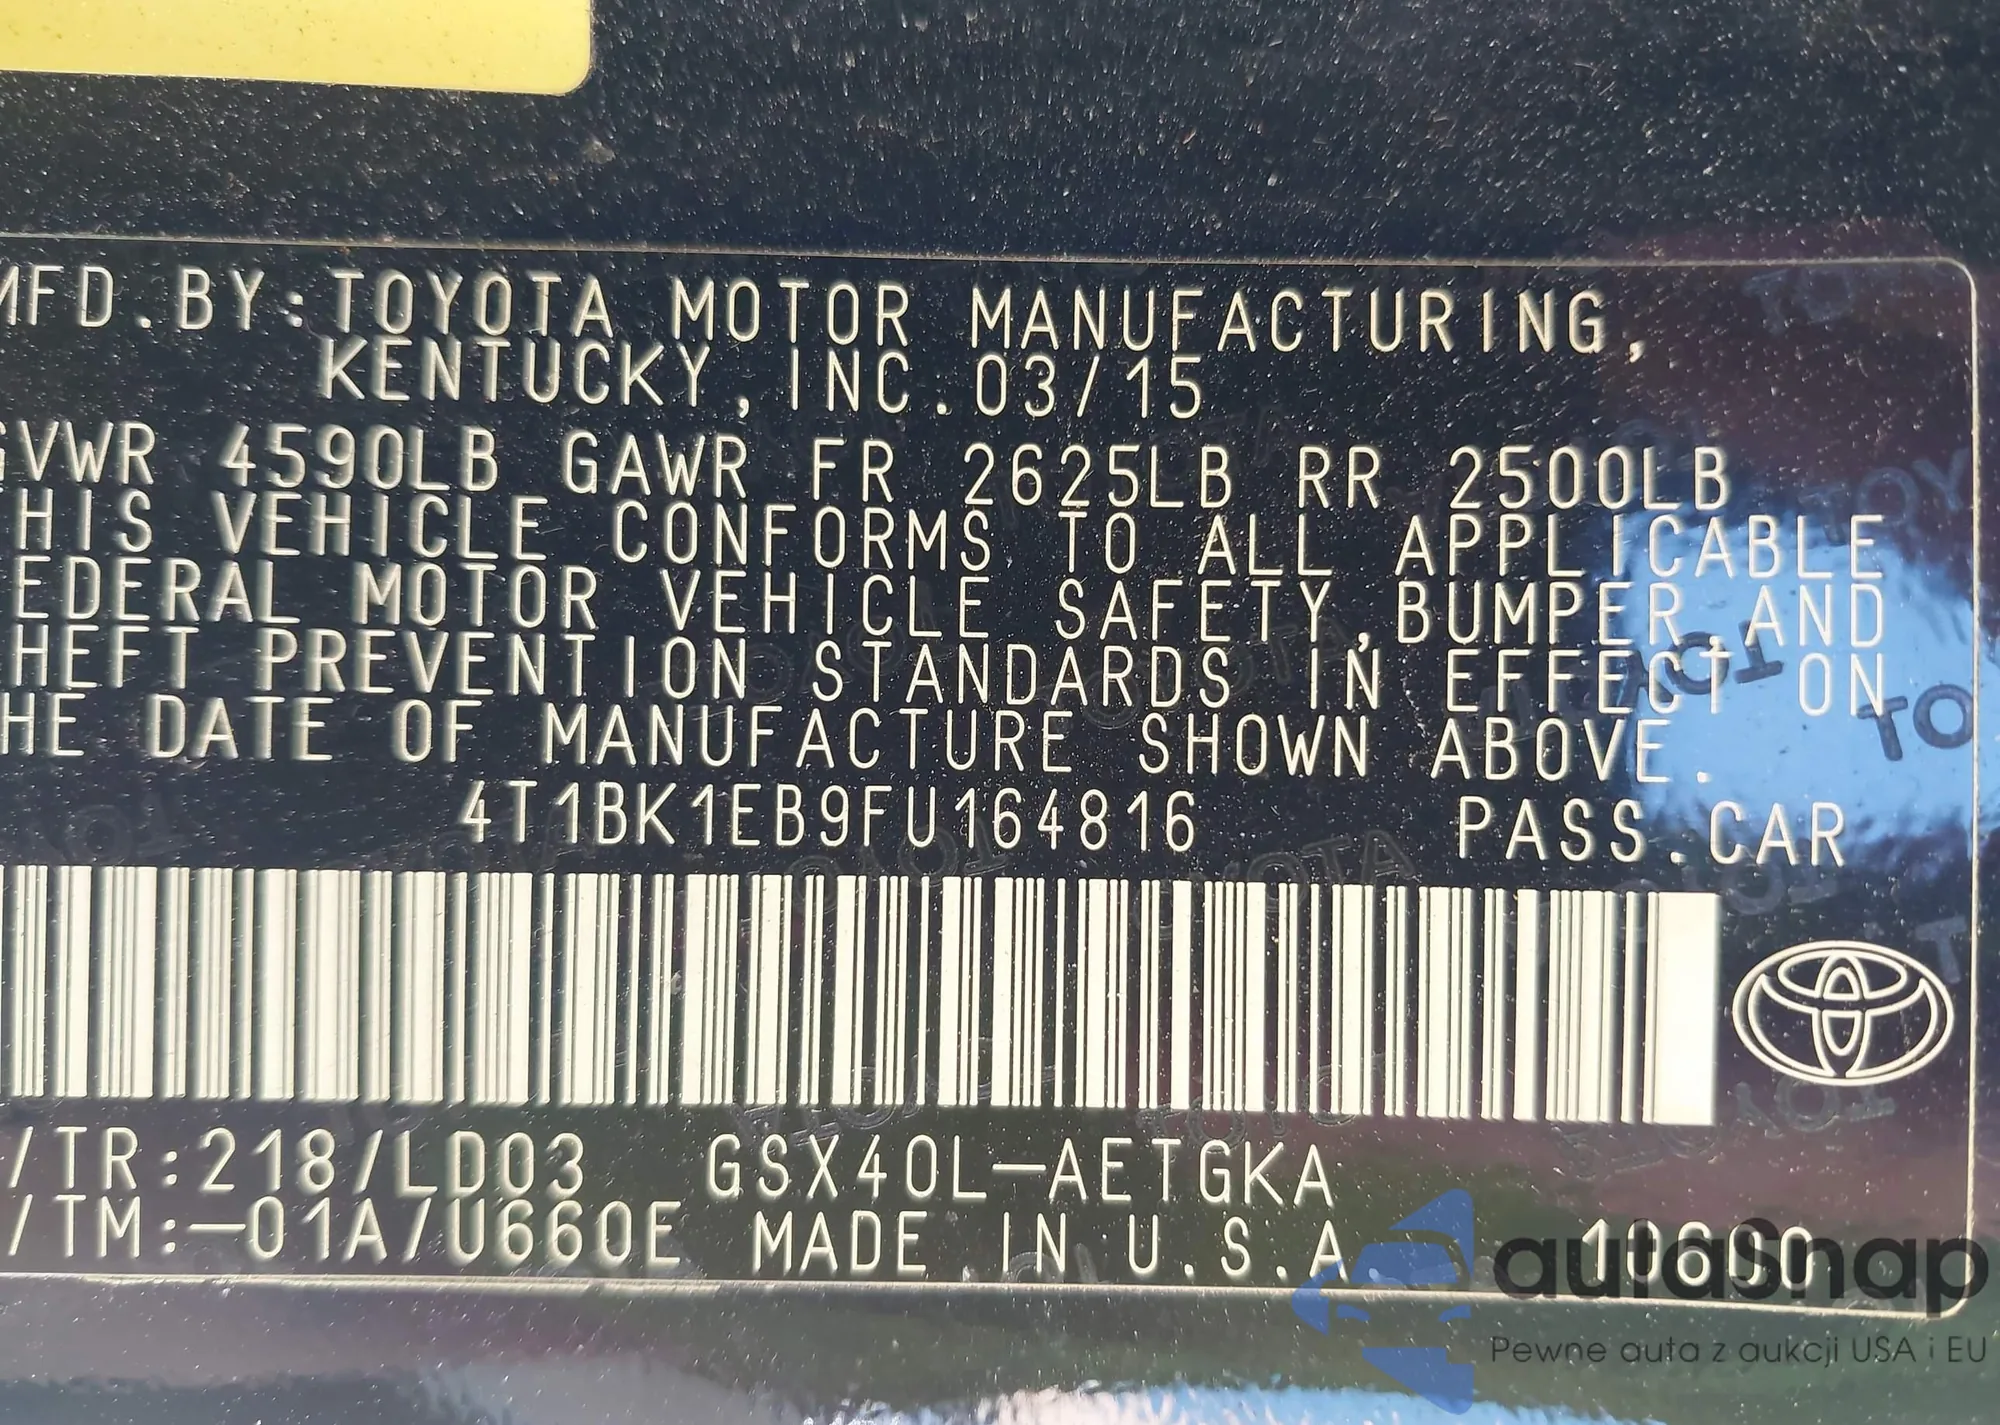 MFD.BY:TOYOTA MOTOR MANUFACTURING,
KENTUCKY, INC.03/15
GVWR 4590LB GAWR FR 2625LB RR 2500LB
HIS VEHICLE CONFORMS TO ALL APPLICABLE
EDERAL MOTOR VEHICLE SAFETY,BUMPER,AND
HEFT PREVENTION STANDARDS IN EFFECT ON
HE DATE OF MANUFACTURE SHOWN ABOVE.
4T1BK1EB9FU164816 PASS.CAR
/TR:218/LD03 GSX40L-AETGKA
/TM:-01A/U660E MADE IN U.S.A 10600
autasnap
Pewne auta z aukcji USA i EU